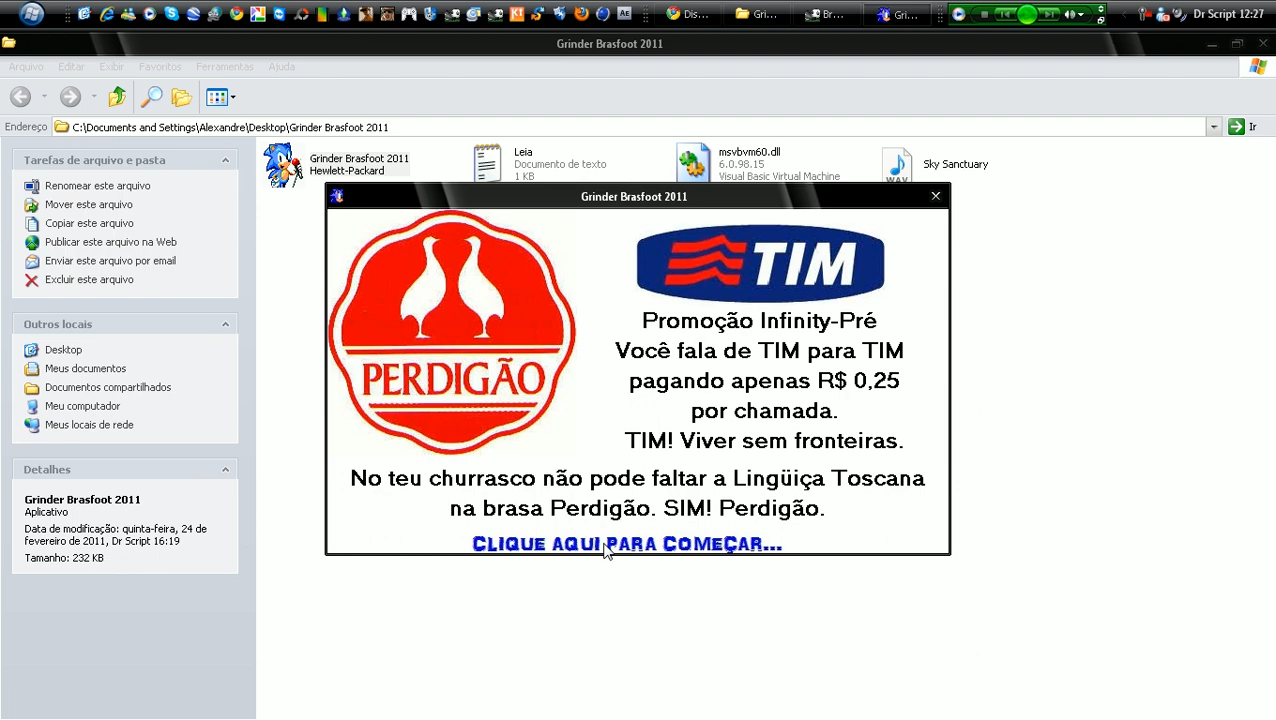 Dis...
Gri...
Br...
Gri...
Dr Script 12:27
Grinder Brasfoot 2011
Arquivo Editar Exibir Favoritos Ferramentas Ajuda
Endereço C:\Documents and Settings\Alexandre\Desktop\Grinder Brasfoot 2011 Ir
Tarefas de arquivo e pasta
Renomear este arquivo
Mover este arquivo
Copiar este arquivo
Publicar este arquivo na Web
Enviar este arquivo por email
Excluir este arquivo
Outros locais
Desktop
Meus documentos
Documentos compartilhados
Meu computador
Meus locais de rede
Detalhes
Grinder Brasfoot 2011
Aplicativo
Data de modificação: quinta-feira, 24 de
fevereiro de 2011, Dr Script 16:19
Tamanho: 232 KB
Grinder Brasfoot 2011
Hewlett-Packard
Leia
Documento de texto
1 KB
msvbvm60.dll
6.0.98.15
Visual Basic Virtual Machine
WAV
Sky Sanctuary
Grinder Brasfoot 2011
PERDIGÃO
TIM
Promoção Infinity-Pré
Você fala de TIM para TIM
pagando apenas R$ 0,25
por chamada.
TIM! Viver sem fronteiras.
No teu churrasco não pode faltar a Lingüiça Toscana
na brasa Perdigão. SIM! Perdigão.
CLIQUE AQUI PARA COMEÇAR...